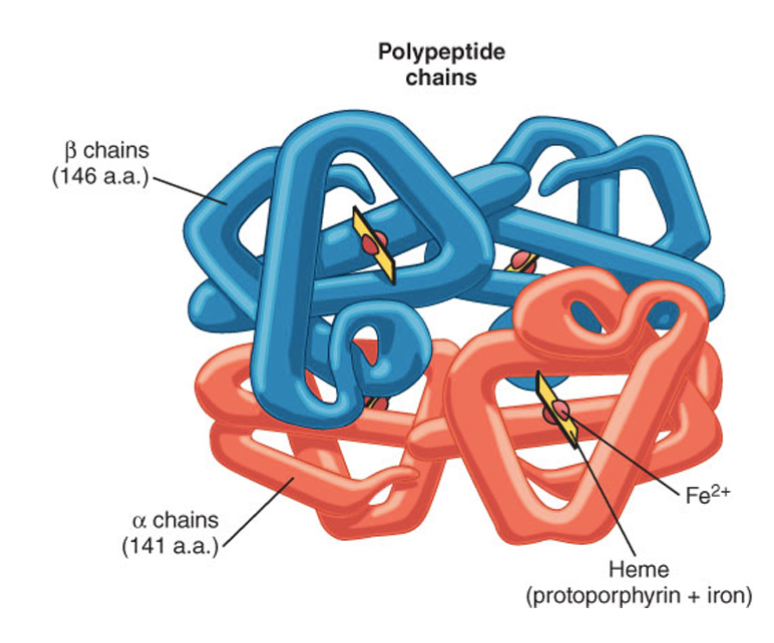 Polypeptide
chains
β chains
(146 a.a.)
α chains
(141 a.a.)
Fe²⁺
Heme
(protoporphyrin + iron)